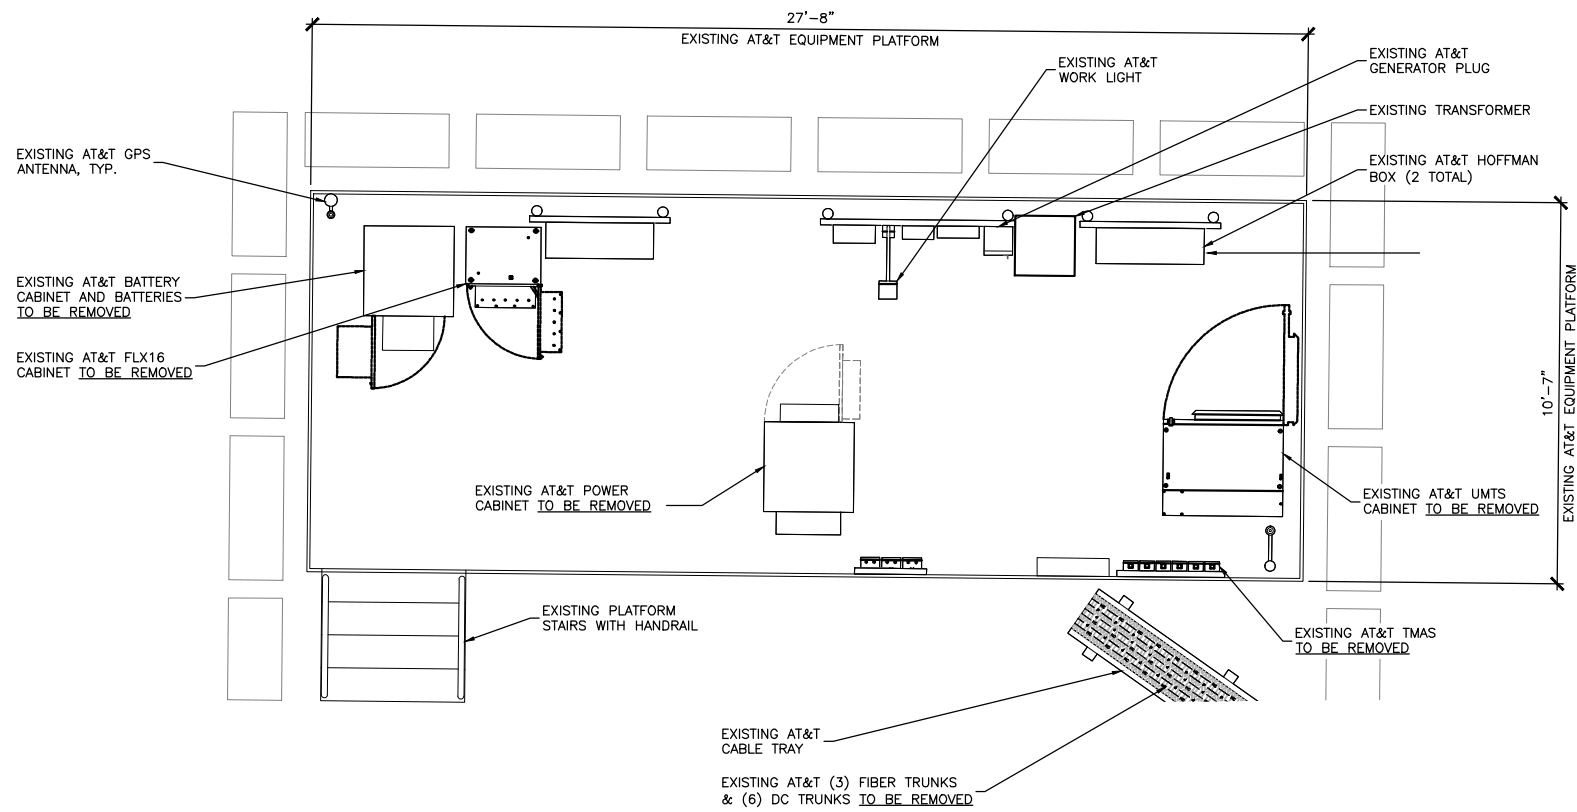 27'-8"
EXISTING AT&T EQUIPMENT PLATFORM
EXISTING AT&T
WORK LIGHT
EXISTING AT&T
GENERATOR PLUG
EXISTING TRANSFORMER
EXISTING AT&T HOFFMAN
BOX (2 TOTAL)
EXISTING AT&T GPS
ANTENNA, TYP.
EXISTING AT&T BATTERY
CABINET AND BATTERIES
TO BE REMOVED
EXISTING AT&T FLX16
CABINET TO BE REMOVED
10'-7"
EXISTING AT&T EQUIPMENT PLATFORM
EXISTING AT&T POWER
CABINET TO BE REMOVED
EXISTING AT&T UMTS
CABINET TO BE REMOVED
EXISTING PLATFORM
STAIRS WITH HANDRAIL
EXISTING AT&T TMAS
TO BE REMOVED
EXISTING AT&T
CABLE TRAY
EXISTING AT&T (3) FIBER TRUNKS
& (6) DC TRUNKS TO BE REMOVED